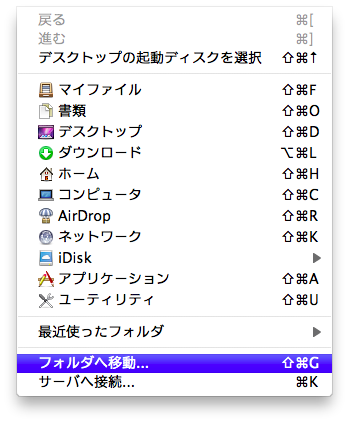 戻る ⌘[
進む ⌘]
デスクトップの起動ディスクを選択 ⇧⌘↑
マイファイル ⇧⌘F
書類 ⇧⌘O
デスクトップ ⇧⌘D
ダウンロード ⌥⌘L
ホーム ⇧⌘H
コンピュータ ⇧⌘C
AirDrop ⇧⌘R
ネットワーク ⇧⌘K
iDisk
アプリケーション ⇧⌘A
ユーティリティ ⇧⌘U
最近使ったフォルダ
フォルダへ移動... ⇧⌘G
サーバへ接続... ⌘K